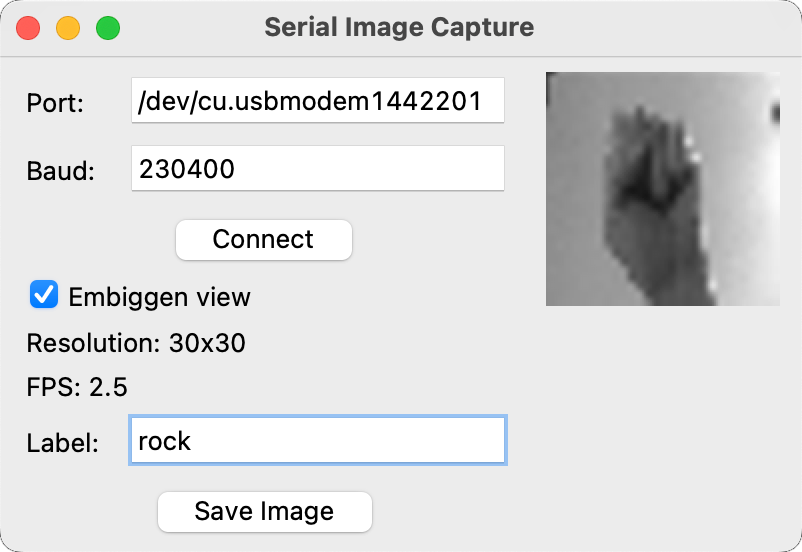 Serial Image Capture
Port: /dev/cu.usbmodem1442201
Baud: 230400
Connect
Embiggen view
Resolution: 30x30
FPS: 2.5
Label: rock
Save Image